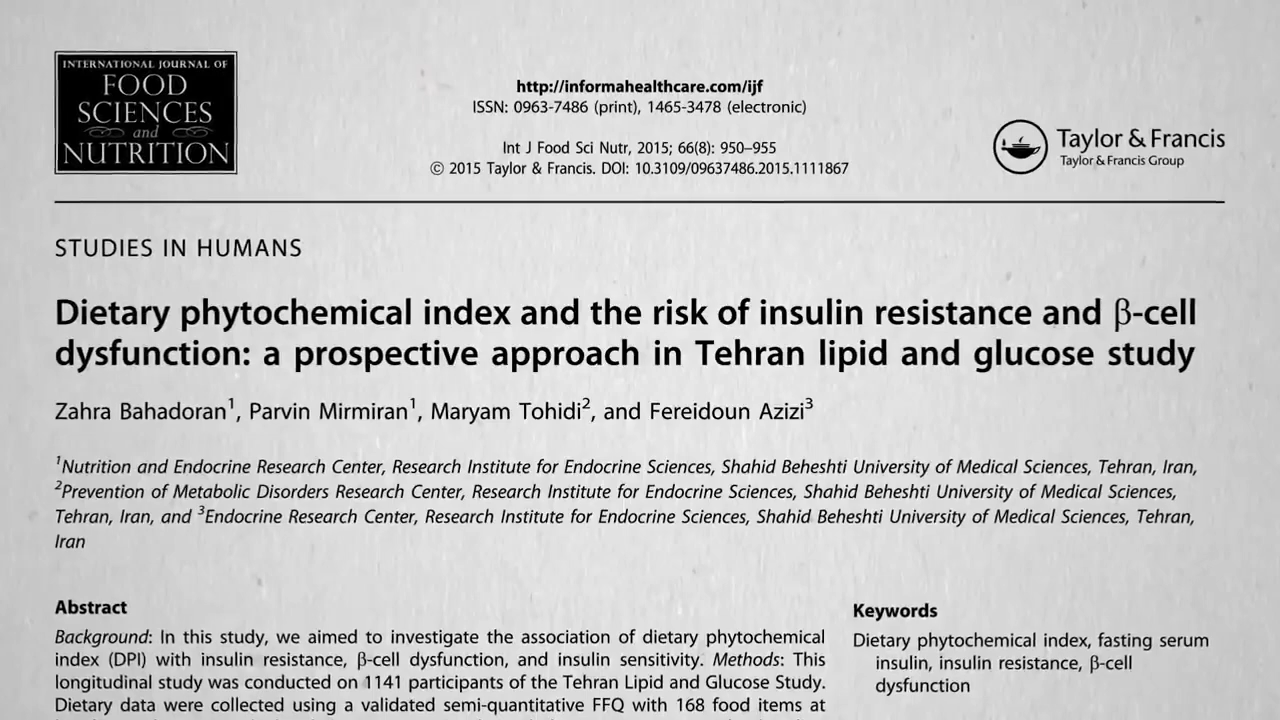 INTERNATIONAL JOURNAL OF
FOOD
SCIENCES
and
NUTRITION
http://informahealthcare.com/ijf
ISSN: 0963-7486 (print), 1465-3478 (electronic)
Int J Food Sci Nutr, 2015; 66(8): 950–955
© 2015 Taylor & Francis. DOI: 10.3109/09637486.2015.1111867
Taylor & Francis
Taylor & Francis Group
STUDIES IN HUMANS
Dietary phytochemical index and the risk of insulin resistance and β-cell
dysfunction: a prospective approach in Tehran lipid and glucose study
Zahra Bahadoran1, Parvin Mirmiran1, Maryam Tohidi2, and Fereidoun Azizi3
1Nutrition and Endocrine Research Center, Research Institute for Endocrine Sciences, Shahid Beheshti University of Medical Sciences, Tehran, Iran,
2Prevention of Metabolic Disorders Research Center, Research Institute for Endocrine Sciences, Shahid Beheshti University of Medical Sciences,
Tehran, Iran, and 3Endocrine Research Center, Research Institute for Endocrine Sciences, Shahid Beheshti University of Medical Sciences, Tehran,
Iran
Abstract
Background: In this study, we aimed to investigate the association of dietary phytochemical
index (DPI) with insulin resistance, β-cell dysfunction, and insulin sensitivity. Methods: This
longitudinal study was conducted on 1141 participants of the Tehran Lipid and Glucose Study.
Dietary data were collected using a validated semi-quantitative FFQ with 168 food items at
Keywords
Dietary phytochemical index, fasting serum
insulin, insulin resistance, β-cell
dysfunction